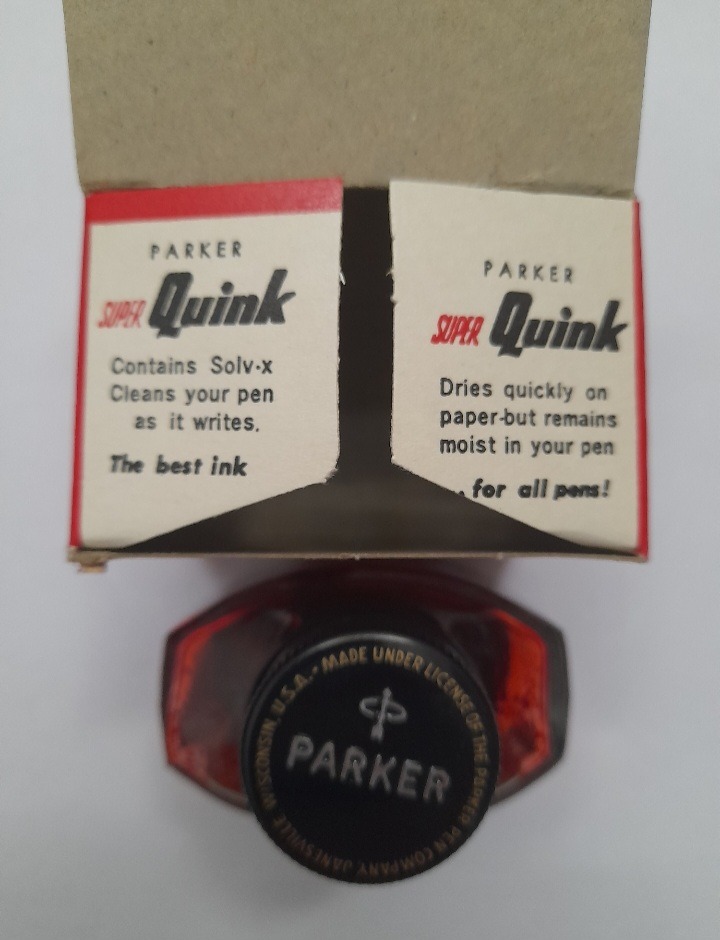 PARKER
SUPER Quink
Contains Solv-x
Cleans your pen
as it writes.
The best ink
PARKER
SUPER Quink
Dries quickly on
paper-but remains
moist in your pen
. for all pens!
MADE UNDER LICENSE OF THE PARKER PEN COMPANY, JANESVILLE, WISCONSIN, U.S.A. -
PARKER